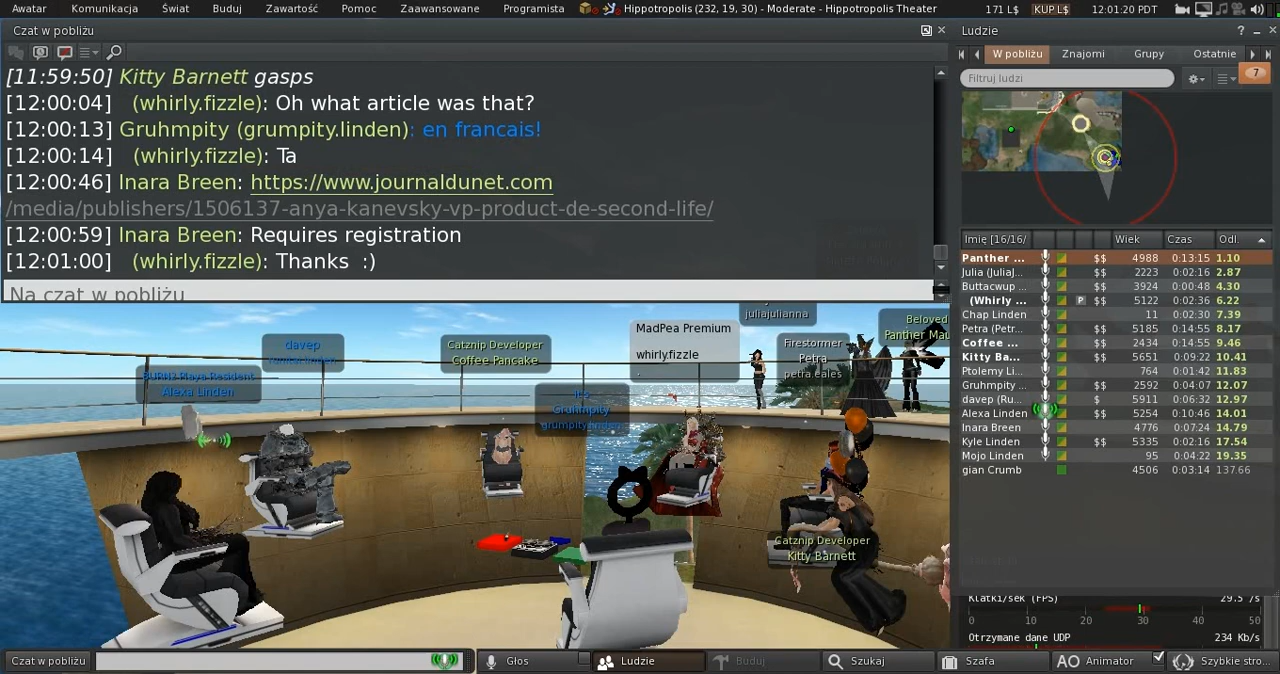 Awatar Komunikacja Świat Buduj Zawartość Pomoc Zaawansowane Programista Hippotropolis (232, 19, 30) - Moderate - Hippotropolis Theater 171 L$ KUP L$ 12:01:20 PDT
Czat w pobliżu
[11:59:50] Kitty Barnett gasps
[12:00:04] (whirly.fizzle): Oh what article was that?
[12:00:13] Gruhmpity (grumpity.linden): en francais!
[12:00:14] (whirly.fizzle): Ta
[12:00:46] Inara Breen: https://www.journaldunet.com
/media/publishers/1506137-anya-kanevsky-vp-product-de-second-life/
[12:00:59] Inara Breen: Requires registration
[12:01:00] (whirly.fizzle): Thanks :)
Na czat w pobliżu
Ludzie
W pobliżu Znajomi Grupy Ostatnie
Filtruj ludzi
7
Imię [16/16/ Wiek Czas Odl.
Panther ... $$ 4988 0:13:15 1.10
Julia (JuliaJ... $$ 2223 0:02:16 2.87
Buttacwup ... $$ 3924 0:00:48 4.30
(Whirly ... P $$ 5122 0:02:36 6.22
Chap Linden 11 0:02:30 7.39
Petra (Petr... $$ 5185 0:14:55 8.17
Coffee ... $$ 2434 0:14:55 9.46
Kitty Ba... $$ 5651 0:09:22 10.41
Ptolemy Li... 764 0:01:42 11.83
Gruhmpity ... $$ 2592 0:04:07 12.07
davep (Ru... $ 5911 0:06:32 12.97
Alexa Linden $$ 5254 0:10:46 14.01
Inara Breen 4776 0:07:24 14.79
Kyle Linden $$ 5335 0:02:16 17.54
Mojo Linden 95 0:04:22 19.35
gian Crumb 4506 0:03:14 137.66
Klatki/sek (FPS) 29.5 /s
0 10 20 30 40 50
Otrzymane dane UDP 234 Kb/s
juliajulianna
MadPea Premium
whirly.fizzle
Beloved
Panther Mau
Firestormer
Petra
petra.eales
davep
Catznip Developer
Coffee Pancake
BURN2 Playa Resident
Alexa Linden
Gruhmpity
grumpity.linden
Catznip Developer
Kitty Barnett
Czat w pobliżu Głos Ludzie Buduj Szukaj Szafa AO Animator Szybkie stro...